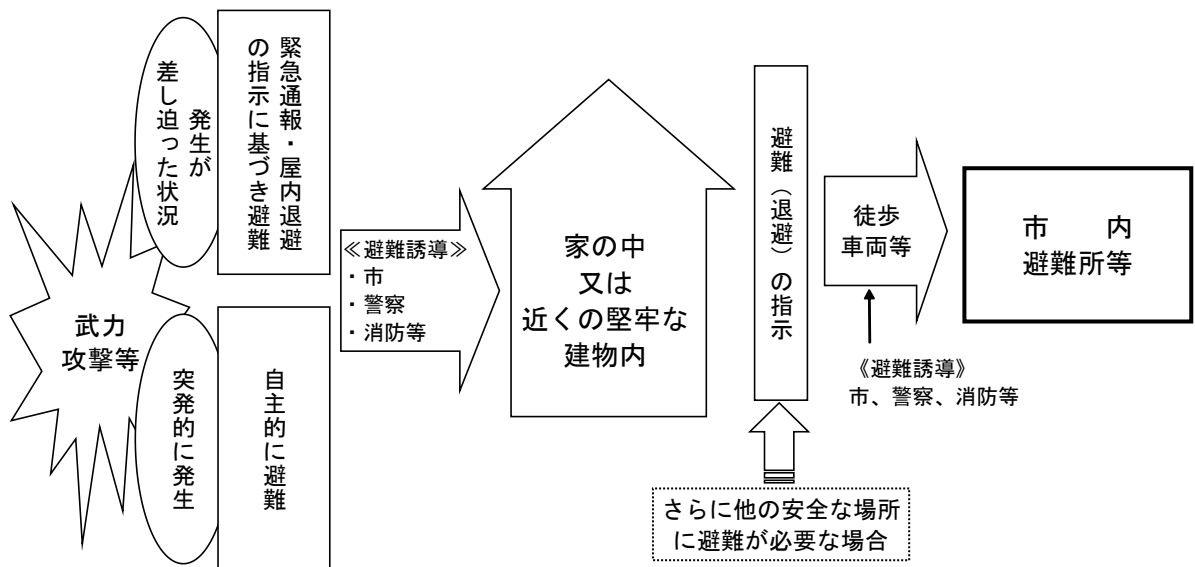 武力
攻撃等
発生が
差し迫った状況
緊急通報・屋内退避
の指示に基づき避難
突発的に発生
自主的に避難
≪避難誘導≫
・市
・警察
・消防等
家の中
又は
近くの堅牢な
建物内
避難（退避）の指示
さらに他の安全な場所
に避難が必要な場合
徒歩
車両等
《避難誘導》
市、警察、消防等
市　　内
避難所等